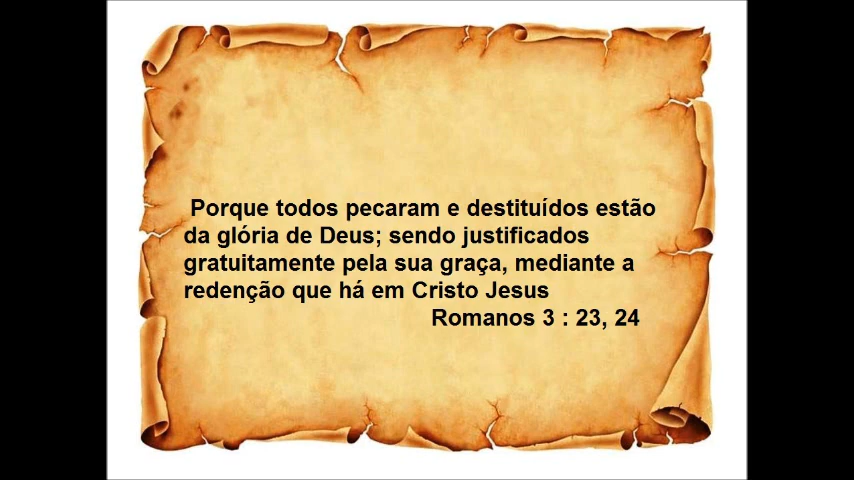 Porque todos pecaram e destituídos estão
da glória de Deus; sendo justificados
gratuitamente pela sua graça, mediante a
redenção que há em Cristo Jesus
Romanos 3 : 23, 24